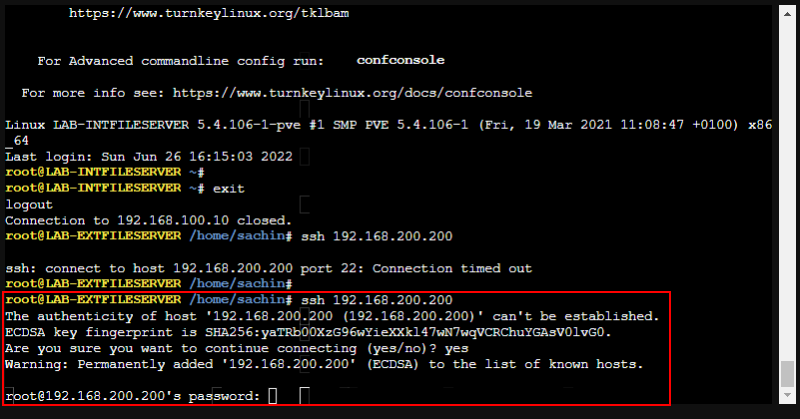 https://www.turnkeylinux.org/tklbam
For Advanced commandline config run: confconsole
For more info see: https://www.turnkeylinux.org/docs/confconsole
Linux LAB-INTFILESERVER 5.4.106-1-pve #1 SMP PVE 5.4.106-1 (Fri, 19 Mar 2021 11:08:47 +0100) x86
_64
Last login: Sun Jun 26 16:15:03 2022
root@LAB-INTFILESERVER ~#
root@LAB-INTFILESERVER ~# exit
logout
Connection to 192.168.100.10 closed.
root@LAB-EXTFILESERVER /home/sachin# ssh 192.168.200.200
ssh: connect to host 192.168.200.200 port 22: Connection timed out
root@LAB-EXTFILESERVER /home/sachin#
root@LAB-EXTFILESERVER /home/sachin# ssh 192.168.200.200
The authenticity of host '192.168.200.200 (192.168.200.200)' can't be established.
ECDSA key fingerprint is SHA256:yaTRb00XzG96wYieXXkl47wN7wqVCRChuYGAsV0lvG0.
Are you sure you want to continue connecting (yes/no)? yes
Warning: Permanently added '192.168.200.200' (ECDSA) to the list of known hosts.
root@192.168.200.200's password: